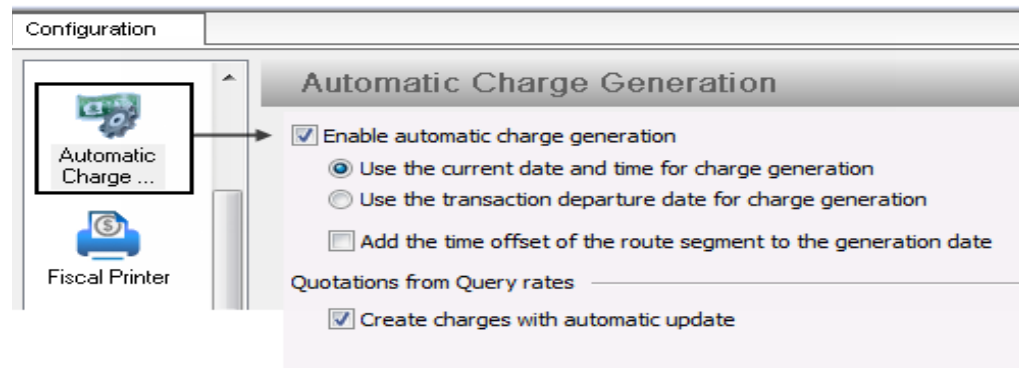 Configuration
Automatic Charge Generation
Automatic
Charge ...
Fiscal Printer
Enable automatic charge generation
Use the current date and time for charge generation
Use the transaction departure date for charge generation
Add the time offset of the route segment to the generation date
Quotations from Query rates
Create charges with automatic update